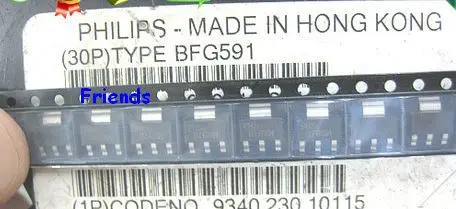 PHILIPS - MADE IN HONG KONG
(30P)TYPE BFG591
Friends
(1P)CODENO 9340 230 10115